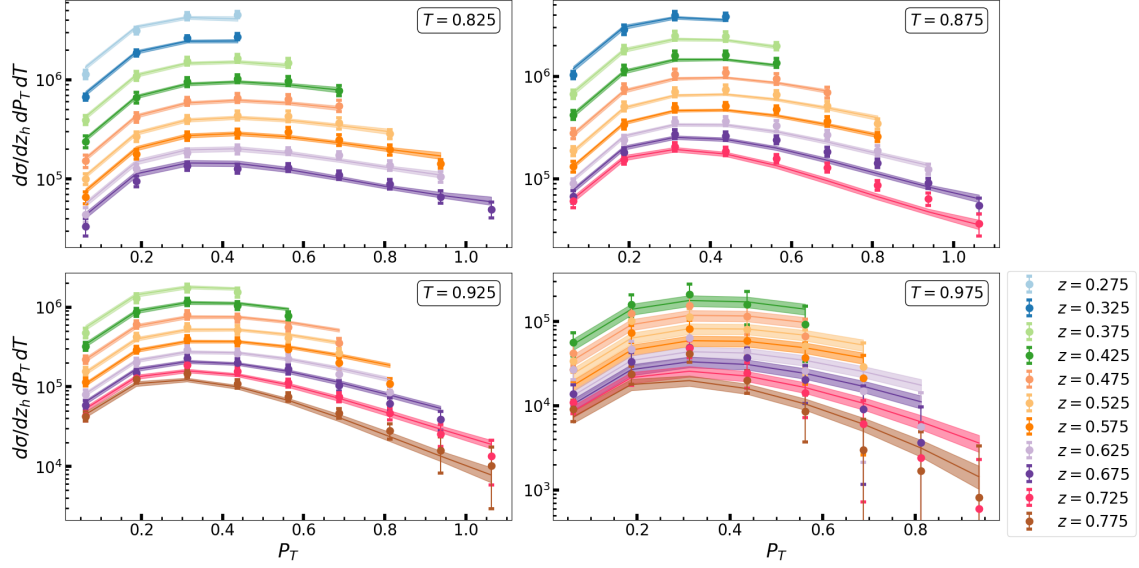 T = 0.825
T = 0.875
dσ/dz_h dP_T dT
10^6
10^5
10^6
10^5
0.2 0.4 0.6 0.8 1.0
0.2 0.4 0.6 0.8 1.0
T = 0.925
T = 0.975
dσ/dz_h dP_T dT
10^6
10^5
10^4
10^5
10^4
10^3
0.2 0.4 0.6 0.8 1.0
0.2 0.4 0.6 0.8
P_T
P_T
z = 0.275
z = 0.325
z = 0.375
z = 0.425
z = 0.475
z = 0.525
z = 0.575
z = 0.625
z = 0.675
z = 0.725
z = 0.775